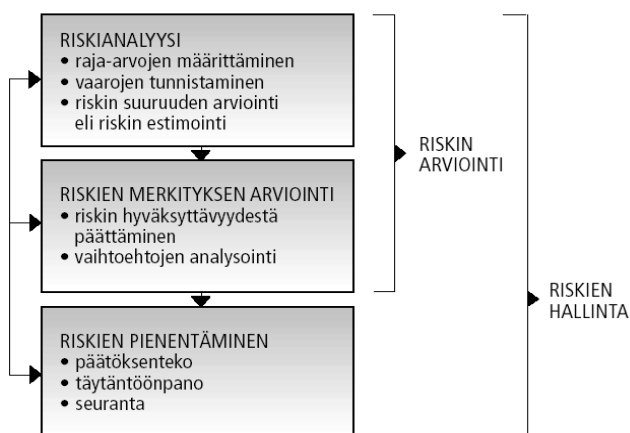 RISKIANALYYSI
• raja-arvojen määrittäminen
• vaarojen tunnistaminen
• riskin suuruuden arviointi
eli riskin estimointi
RISKIN
ARVIOINTI
RISKIEN MERKITYKSEN ARVIOINTI
• riskin hyväksyttävyydestä
päättäminen
• vaihtoehtojen analysointi
RISKIEN
HALLINTA
RISKIEN PIENENTÄMINEN
• päätöksenteko
• täytäntöönpano
• seuranta